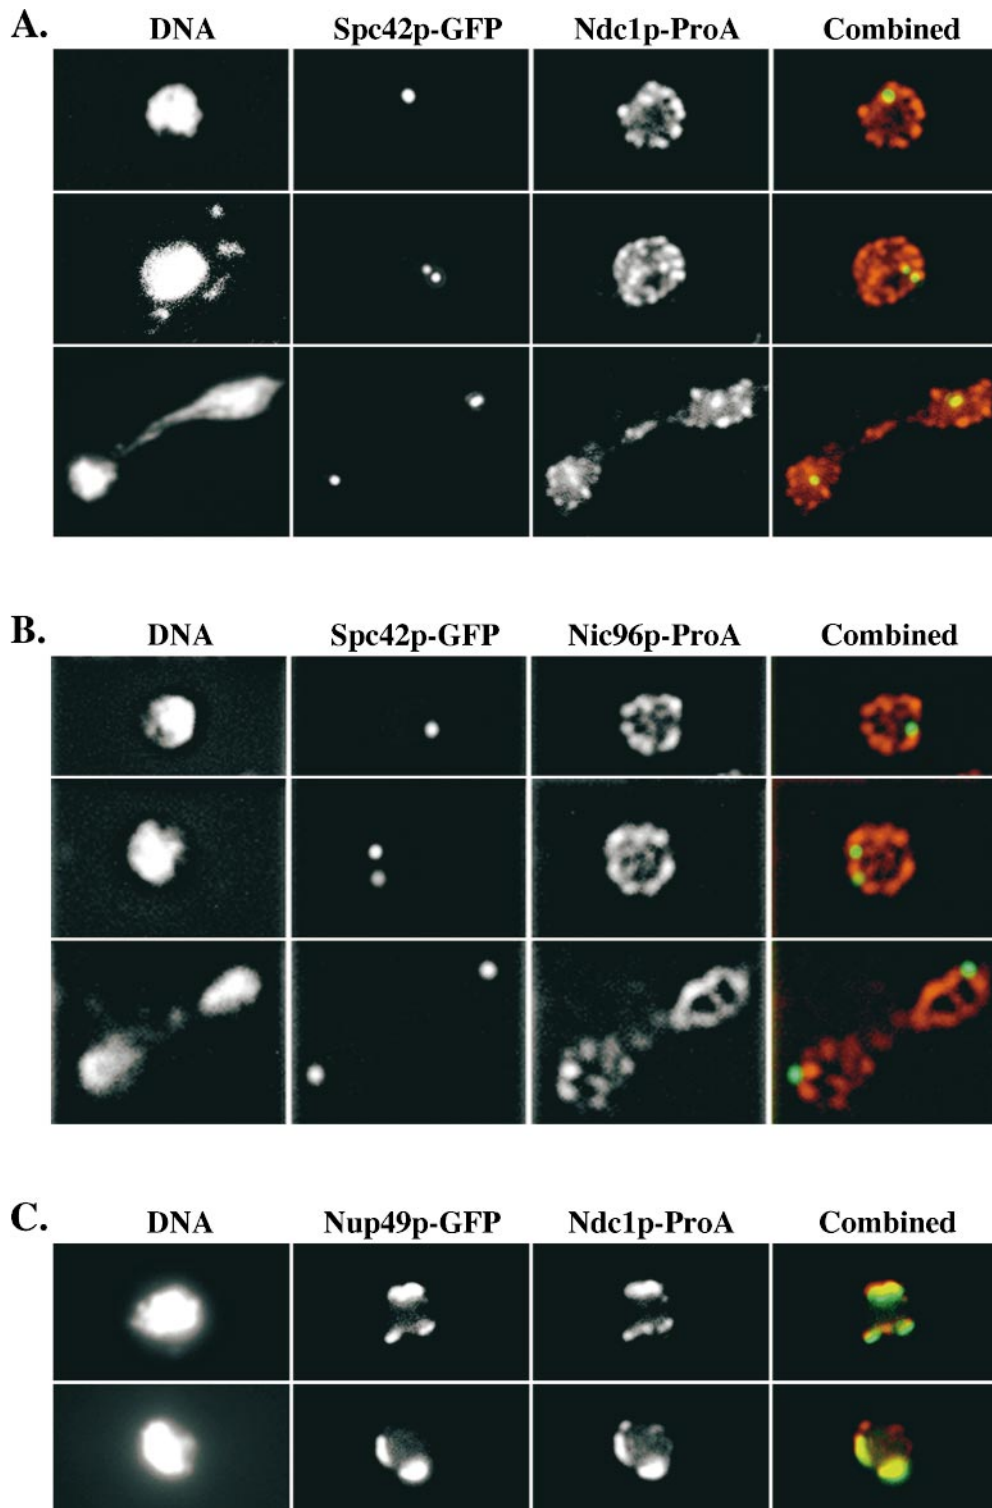 A.
DNA Spc42p-GFP Ndc1p-ProA Combined
B.
DNA Spc42p-GFP Nic96p-ProA Combined
C.
DNA Nup49p-GFP Ndc1p-ProA Combined